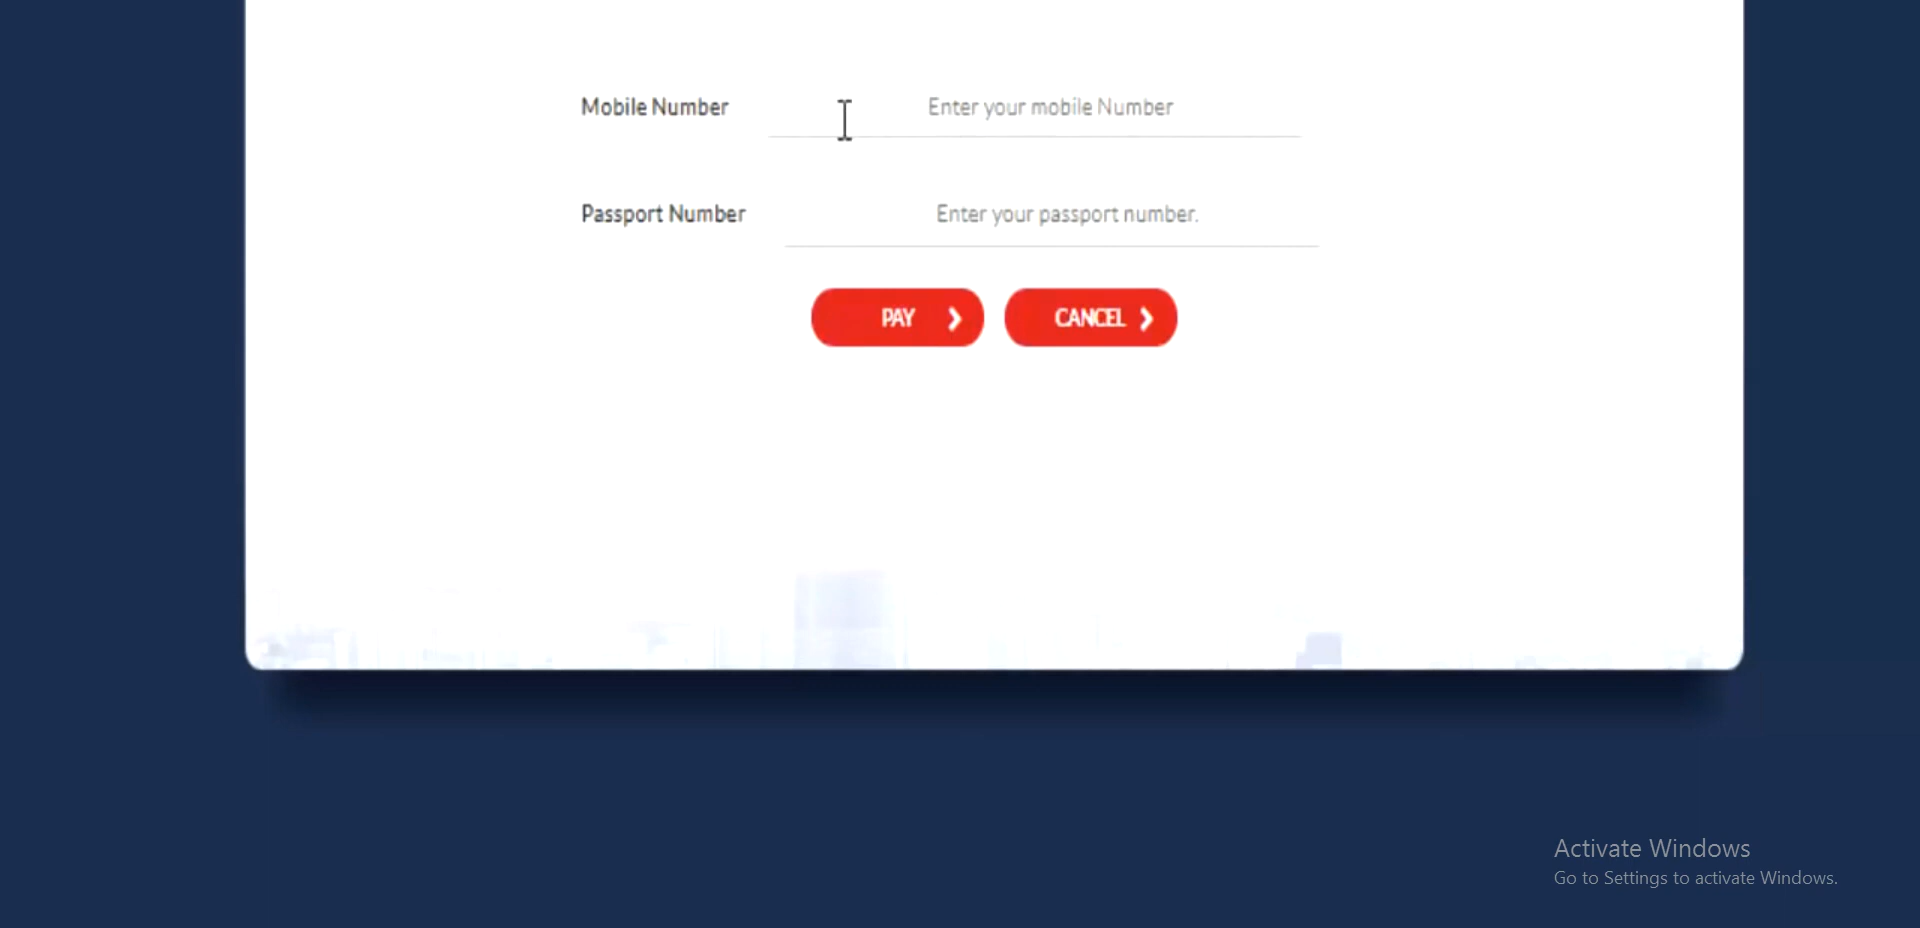 Mobile Number Enter your mobile Number
Passport Number Enter your passport number.
PAY CANCEL
Activate Windows
Go to Settings to activate Windows.